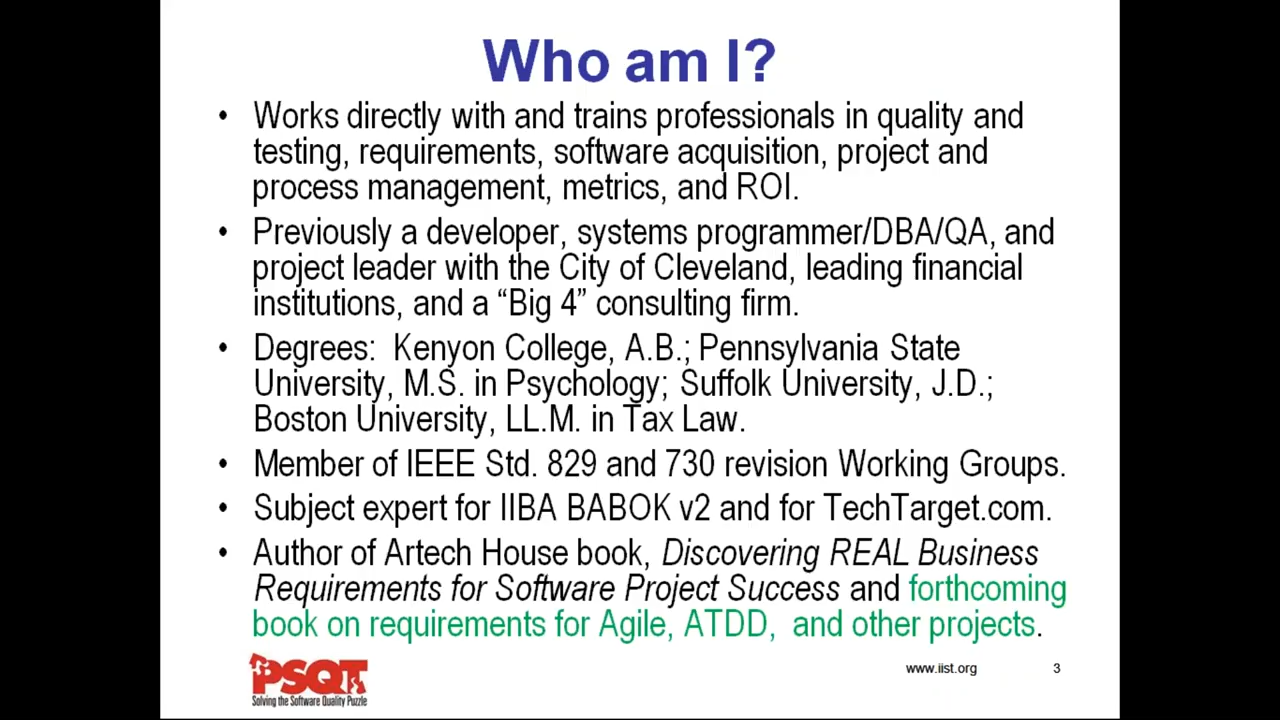 Who am I?
• Works directly with and trains professionals in quality and
testing, requirements, software acquisition, project and
process management, metrics, and ROI.
• Previously a developer, systems programmer/DBA/QA, and
project leader with the City of Cleveland, leading financial
institutions, and a “Big 4” consulting firm.
• Degrees:  Kenyon College, A.B.; Pennsylvania State
University, M.S. in Psychology; Suffolk University, J.D.;
Boston University, LL.M. in Tax Law.
• Member of IEEE Std. 829 and 730 revision Working Groups.
• Subject expert for IIBA BABOK v2 and for TechTarget.com.
• Author of Artech House book, Discovering REAL Business
Requirements for Software Project Success and forthcoming
book on requirements for Agile, ATDD,  and other projects.
PSQT
Solving the Software Quality Puzzle
www.iist.org
3